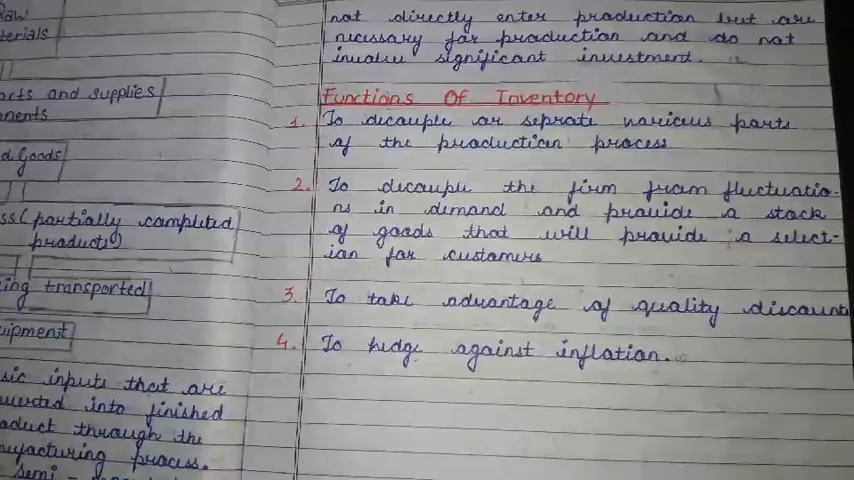 Raw
terials
arts and supplies
nents
d Goods
ss (partially completed
products)
ing transported
uipment
sic inputs that are
verted into finished
oduct through the
nufacturing process.
semi -
not directly enter production but are
necessary for production and do not
involve significant investment.
Functions Of Inventory
1. To decouple or seprate various parts
of the production process
2. To decouple the firm from fluctuatio-
ns in demand and provide a stock
of goods that will provide a select-
ion for customers
3. To take advantage of quality discount
4. To hedge against inflation.